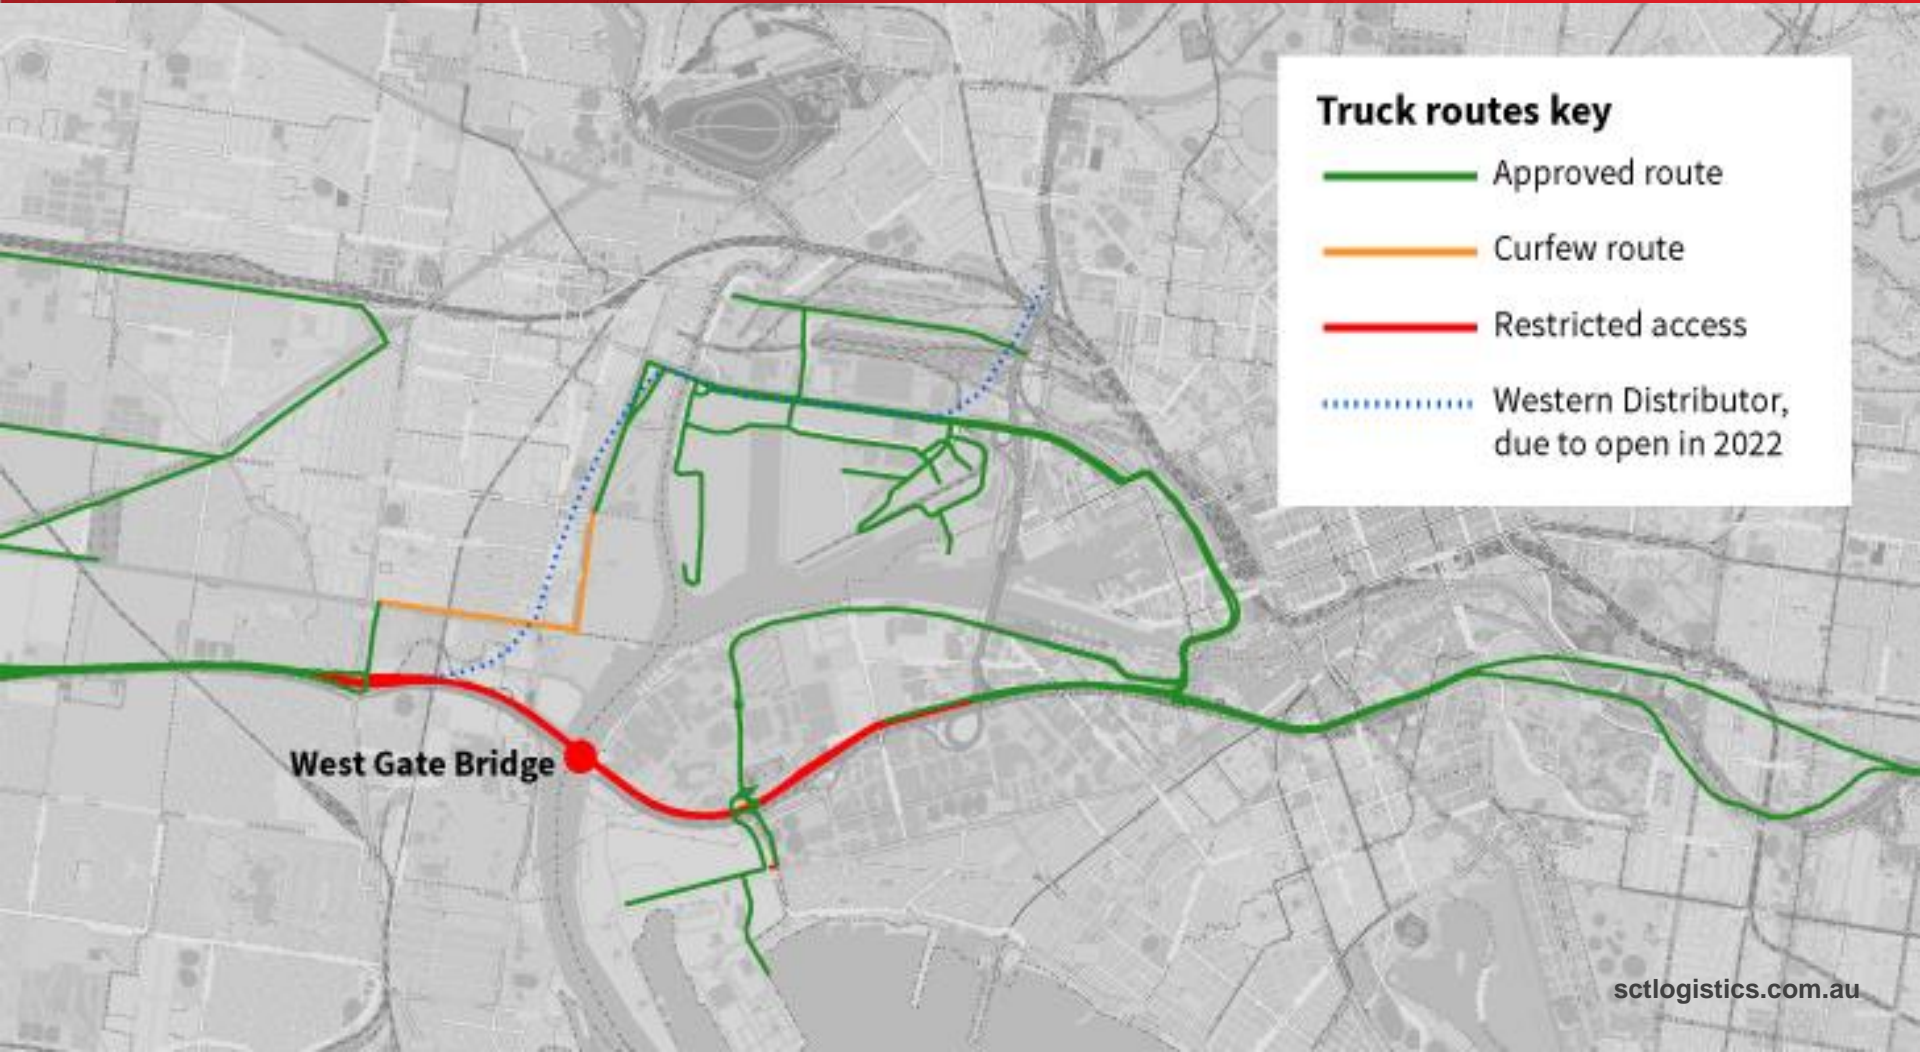 Truck routes key
Approved route
Curfew route
Restricted access
Western Distributor,
due to open in 2022
West Gate Bridge
sctlogistics.com.au